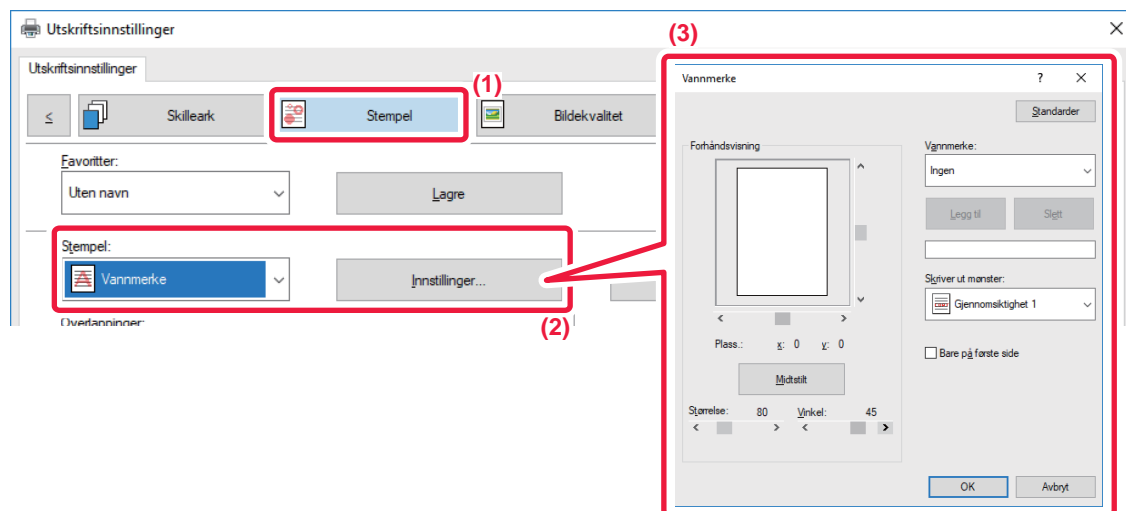 Utskriftsinnstillinger
Utskriftsinnstillinger
(1)
< Skilleark Stempel Bildekvalitet
Favoritter:
Uten navn Lagre
Stempel:
Vannmerke Innstillinger...
Overlappinger:
(2)
(3)
Vannmerke ? ×
Standarder
Forhåndsvisning
Vannmerke:
Ingen
Legg til Slett
Skriver ut mønster:
Gjennomsiktighet 1
Plass.: x: 0 y: 0
Bare på første side
Midtstilt
Størrelse: 80 Vinkel: 45
OK Avbryt